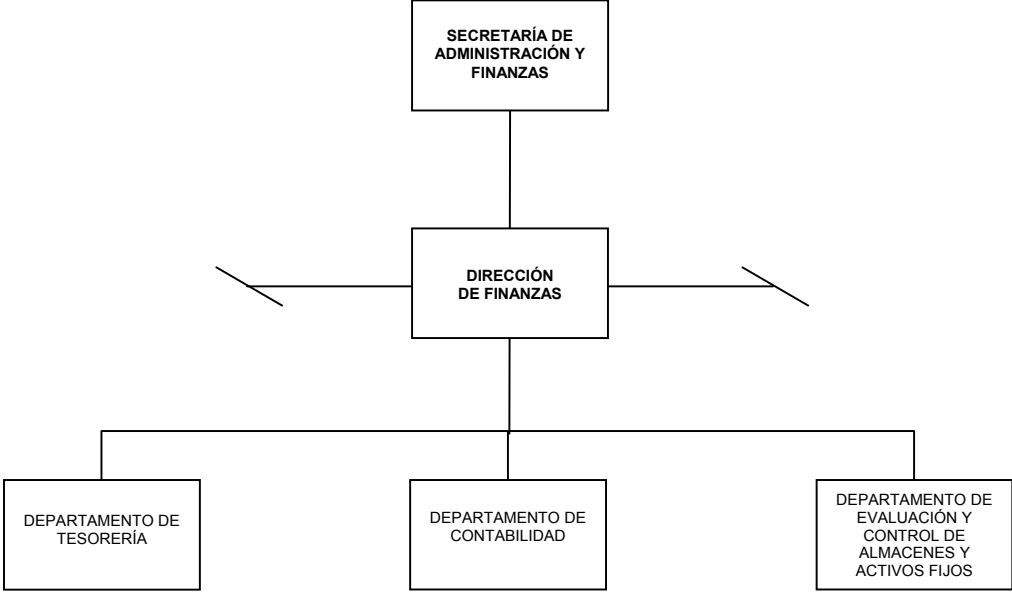 SECRETARÍA DE
ADMINISTRACIÓN Y
FINANZAS
DIRECCIÓN
DE FINANZAS
DEPARTAMENTO DE
TESORERÍA
DEPARTAMENTO DE
CONTABILIDAD
DEPARTAMENTO DE
EVALUACIÓN Y
CONTROL DE
ALMACENES Y
ACTIVOS FIJOS